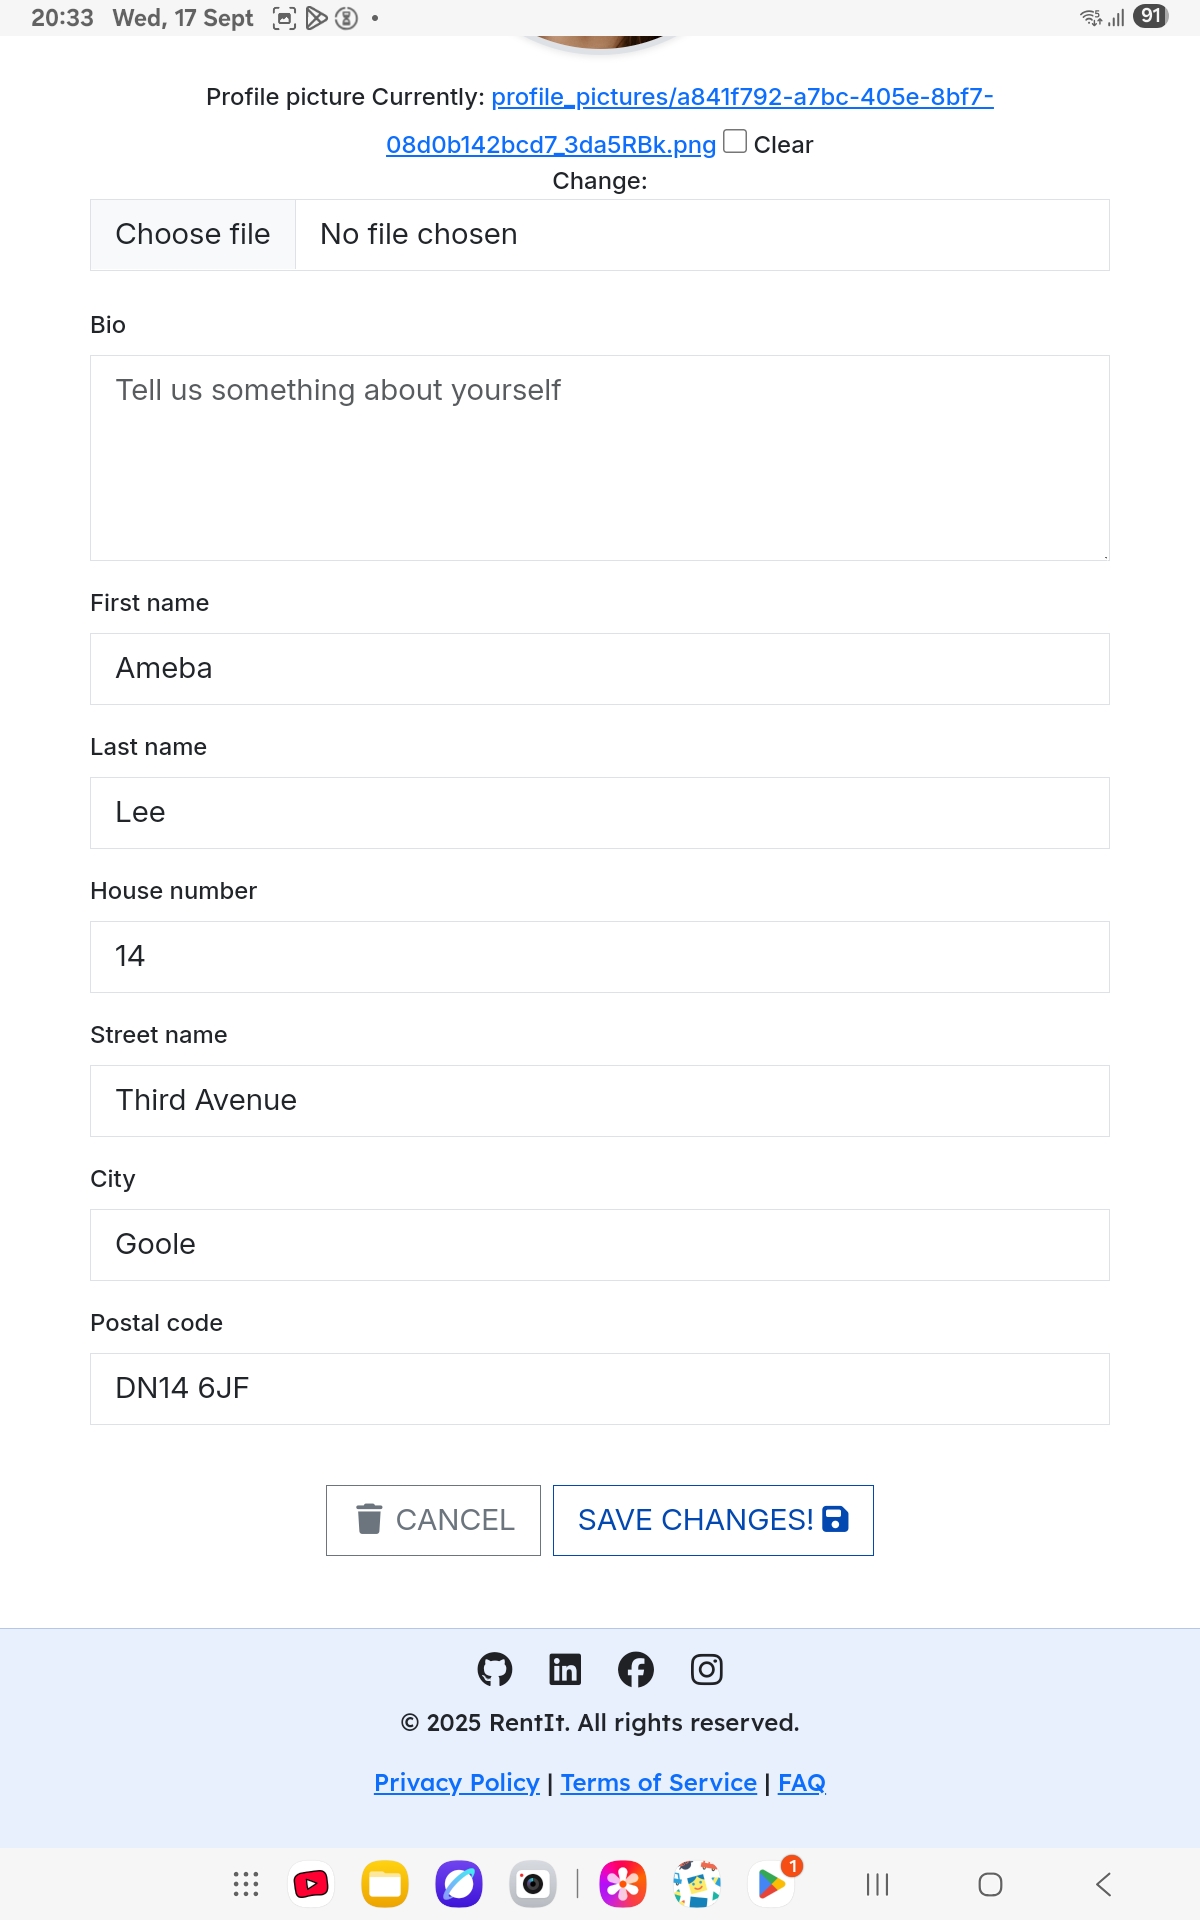 20:33 Wed, 17 Sept 91
Profile picture Currently: profile_pictures/a841f792-a7bc-405e-8bf7-
08d0b142bcd7_3da5RBk.png Clear
Change:
Choose file No file chosen
Bio
Tell us something about yourself
First name
Ameba
Last name
Lee
House number
14
Street name
Third Avenue
City
Goole
Postal code
DN14 6JF
CANCEL SAVE CHANGES!
© 2025 RentIt. All rights reserved.
Privacy Policy | Terms of Service | FAQ
1